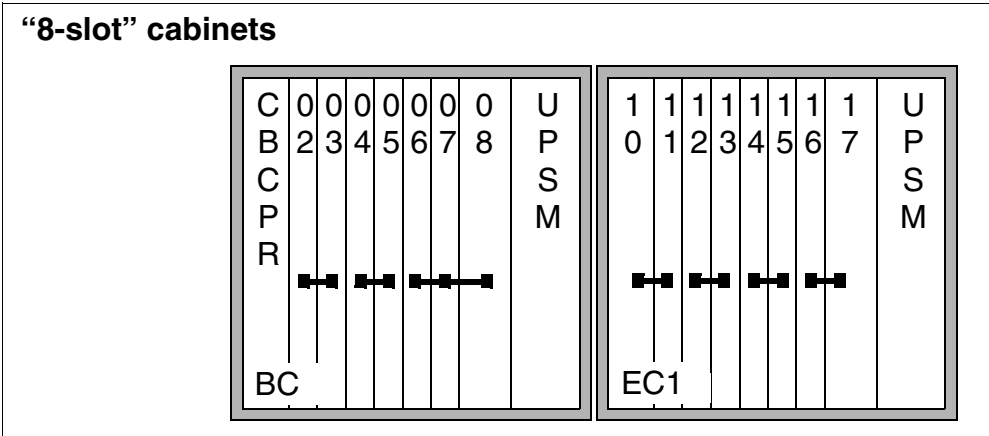 “8-slot” cabinets
CBCPR 02 03 04 05 06 07 08 UPSM
BC
10 11 12 13 14 15 16 17 UPSM
EC1